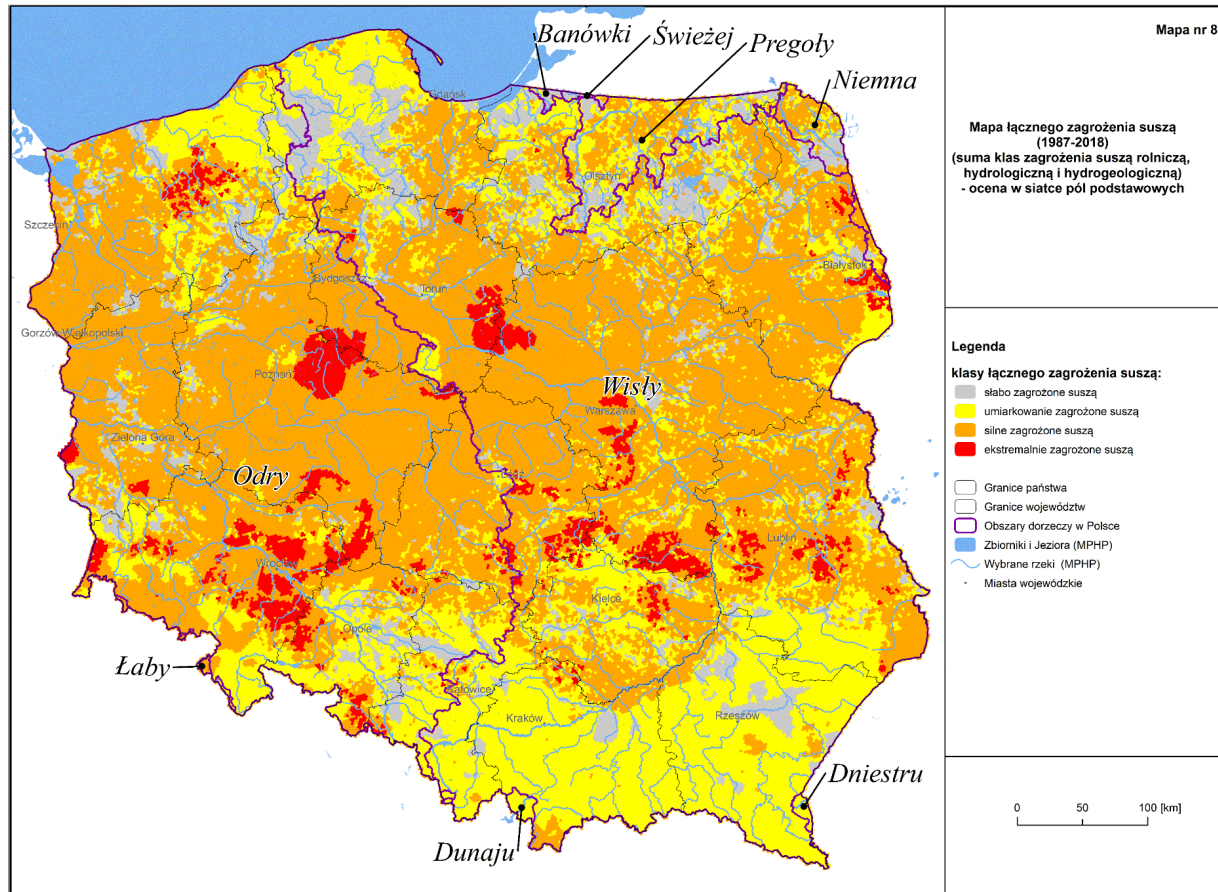 Mapa nr 8
Mapa łącznego zagrożenia suszą
(1987-2018)
(suma klas zagrożenia suszą rolniczą,
hydrologiczną i hydrogeologiczną)
- ocena w siatce pól podstawowych
Legenda
klasy łącznego zagrożenia suszą:
słabo zagrożone suszą
umiarkowanie zagrożone suszą
silne zagrożone suszą
ekstremalnie zagrożone suszą
Granice państwa
Granice województw
Obszary dorzeczy w Polsce
Zbiorniki i Jeziora (MPHP)
Wybrane rzeki (MPHP)
Miasta wojewódzkie
0 50 100 [km]
Banówki
Świeżej
Pregoły
Niemna
Gdańsk
Olsztyn
Szczecin
Białystok
Bydgoszcz
Toruń
Gorzów Wielkopolski
Poznań
Wisły
Warszawa
Zielona Góra
Odry
Łódź
Wrocław
Lublin
Kielce
Opole
Łaby
Katowice
Kraków
Rzeszów
Dniestru
Dunaju